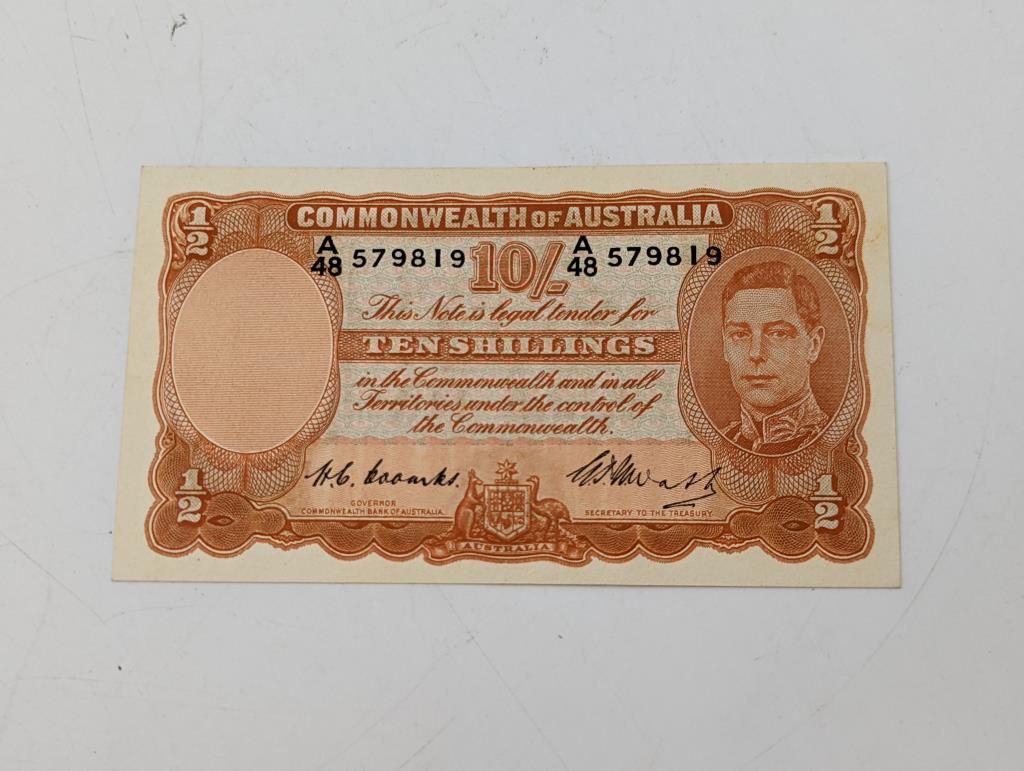 1/2
COMMONWEALTH OF AUSTRALIA
1/2
A
48 579819
10/-
A
48 579819
This Note is legal tender for
TEN SHILLINGS
in the Commonwealth and in all
Territories under the control of
the Commonwealth.
1/2
H.C. Coombs.
GOVERNOR
COMMONWEALTH BANK OF AUSTRALIA.
AUSTRALIA
SECRETARY TO THE TREASURY.
1/2